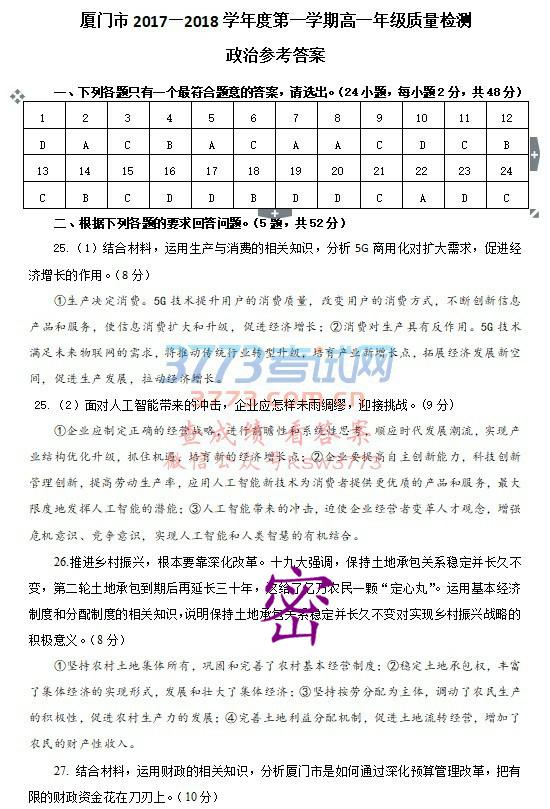 厦门市 2017—2018 学年度第一学期高一年级质量检测
政治参考答案
一、下列各题只有一个最符合题意的答案，请选出。（24 小题，每小题 2 分，共 48 分）
1 2 3 4 5 6 7 8 9 10 11 12
D A C B A C A A C D C B
13 14 15 16 17 18 19 20 21 22 23 24
C B C D D B D D C A D C
二、根据下列各题的要求回答问题。（5 题，共 52 分）
25.（1）结合材料，运用生产与消费的相关知识，分析 5G 商用化对扩大需求，促进经
济增长的作用。（8 分）
①生产决定消费。5G 技术提升用户的消费质量，改变用户的消费方式，不断创新信息
产品和服务，使信息消费扩大和升级，促进经济增长；②消费对生产具有反作用。5G 技术
满足未来物联网的需求，将推动传统行业转型升级，培育产业新增长点，拓展经济发展新空
间，促进生产发展，拉动经济增长。
25.（2）面对人工智能带来的冲击，企业应怎样未雨绸缪，迎接挑战。（9 分）
①企业应制定正确的经营战略，进行前瞻性和系统性思考，顺应时代发展潮流，实现产
业结构优化升级，抓住机遇，培育新的经济增长点；②企业要提高自主创新能力，科技创新
管理创新，提高劳动生产率，应用人工智能新技术为消费者提供更优质的产品和服务，最大
限度地发挥人工智能的潜能；③人工智能带来的冲击，迫使企业经营者变革人才观念，增强
危机意识、竞争意识，实现人工智能和人类智慧的有机结合。
26.推进乡村振兴，根本要靠深化改革。十九大强调，保持土地承包关系稳定并长久不
变，第二轮土地承包到期后再延长三十年，这给了亿万农民一颗“定心丸”。运用基本经济
制度和分配制度的相关知识，说明保持土地承包关系稳定并长久不变对实现乡村振兴战略的
积极意义。（8 分）
①坚持农村土地集体所有，巩固和完善了农村基本经营制度；②稳定土地承包权，丰富
了集体经济的实现形式，发展和壮大了集体经济；③坚持按劳分配为主体，调动了农民生产
的积极性，促进农村生产力的发展；④完善土地利益分配机制，促进土地流转经营，增加了
农民的财产性收入。
27. 结合材料，运用财政的相关知识，分析厦门市是如何通过深化预算管理改革，把有
限的财政资金花在刀刃上。（10 分）
3773考试网
3773.com.cn
查成绩 看答案
微信公众号KSW3773
密